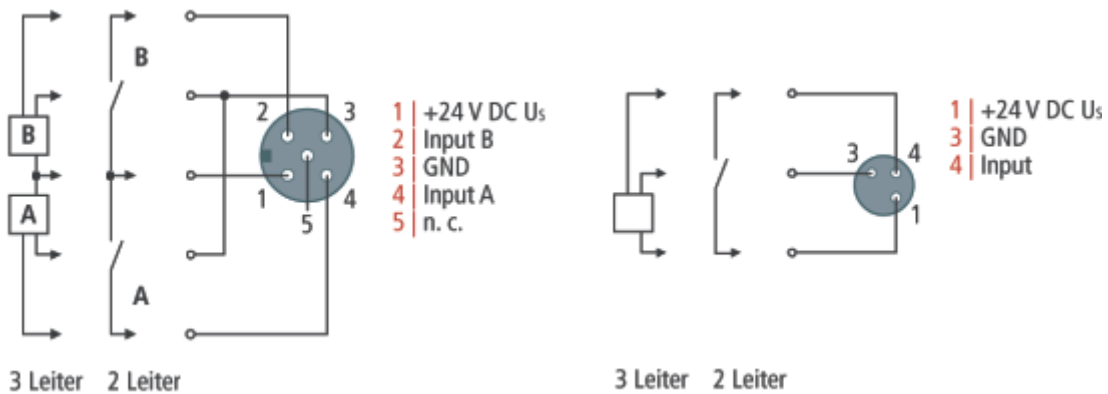 B
B
A
A
2
3
1
4
5
1 +24 V DC Us
2 Input B
3 GND
4 Input A
5 n. c.
3 Leiter 2 Leiter
3
4
1
1 +24 V DC Us
3 GND
4 Input
3 Leiter 2 Leiter